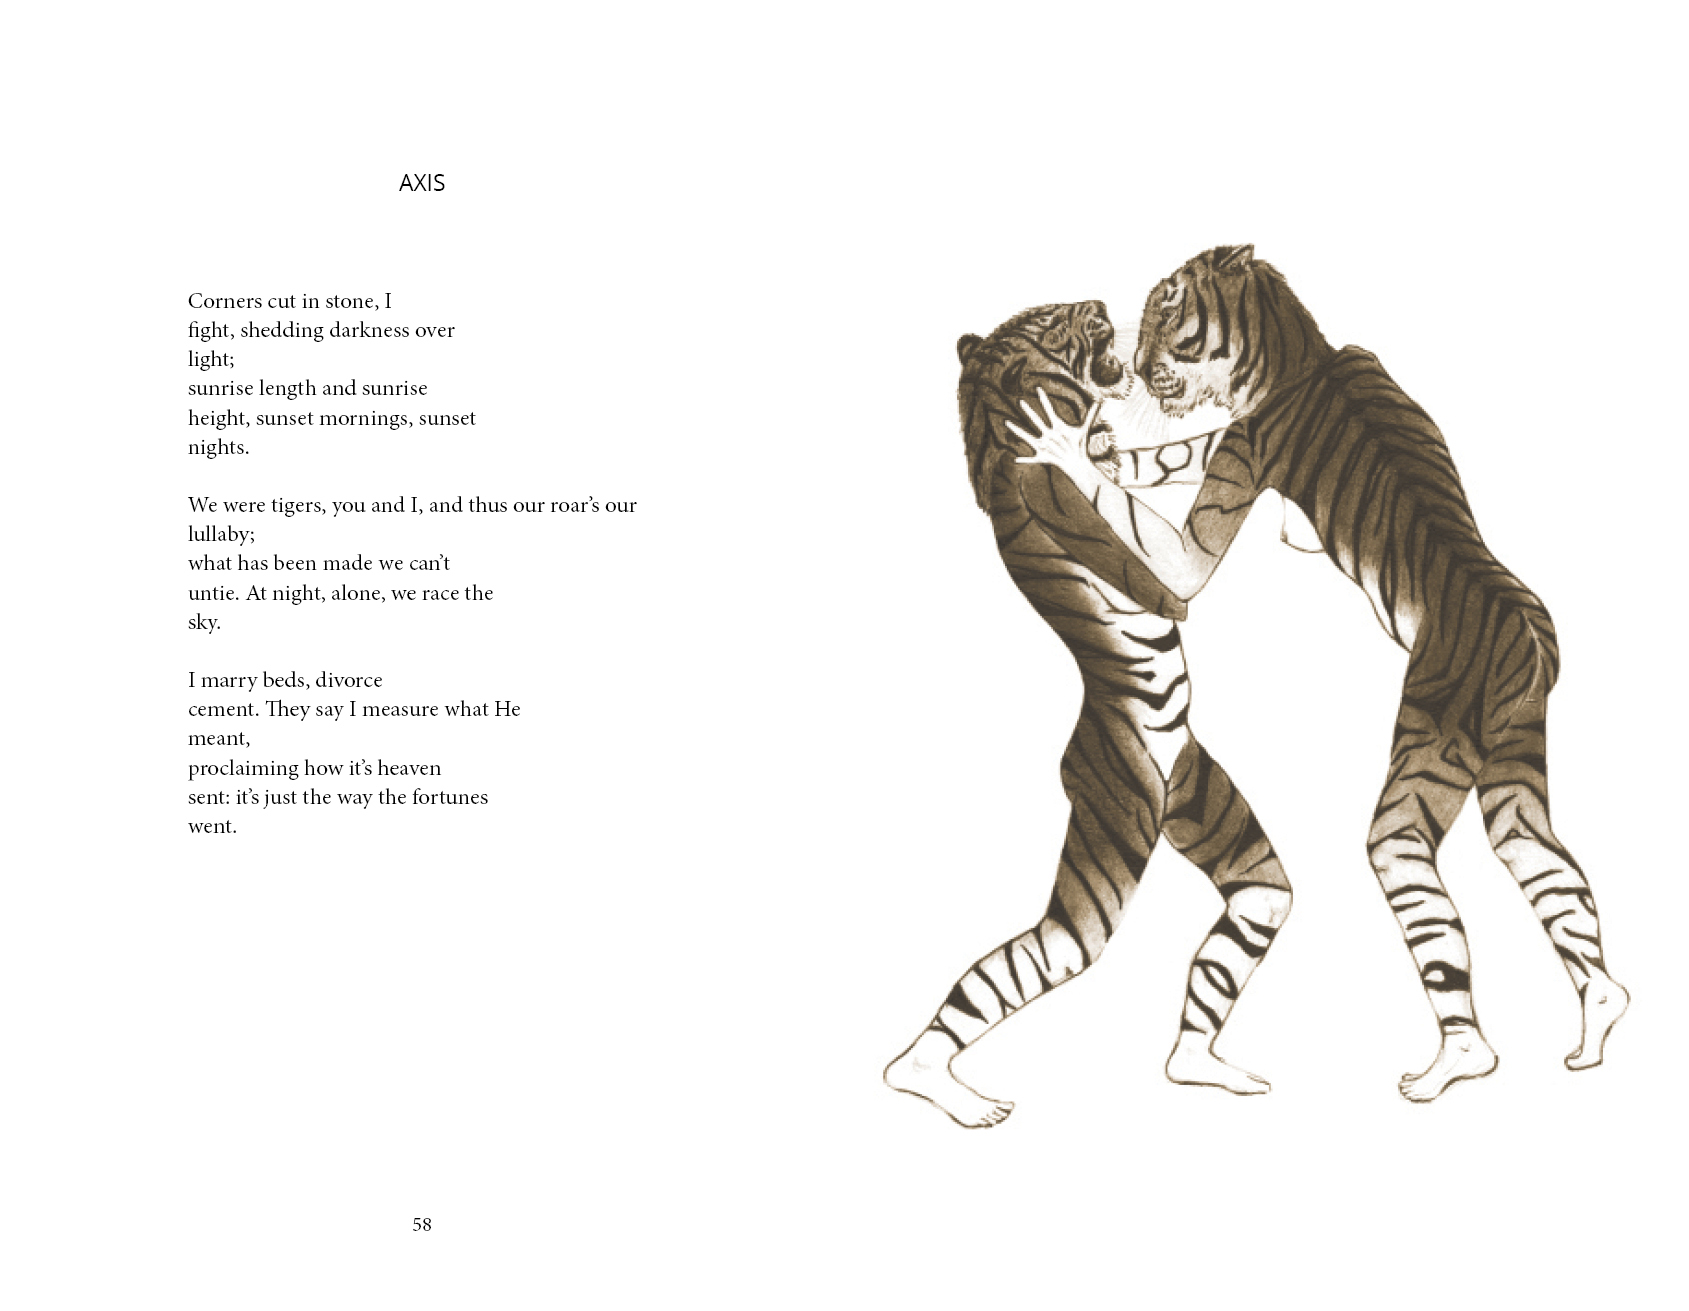 AXIS
Corners cut in stone, I
fight, shedding darkness over
light;
sunrise length and sunrise
height, sunset mornings, sunset
nights.
We were tigers, you and I, and thus our roar’s our
lullaby;
what has been made we can’t
untie. At night, alone, we race the
sky.
I marry beds, divorce
cement. They say I measure what He
meant,
proclaiming how it’s heaven
sent: it’s just the way the fortunes
went.
58